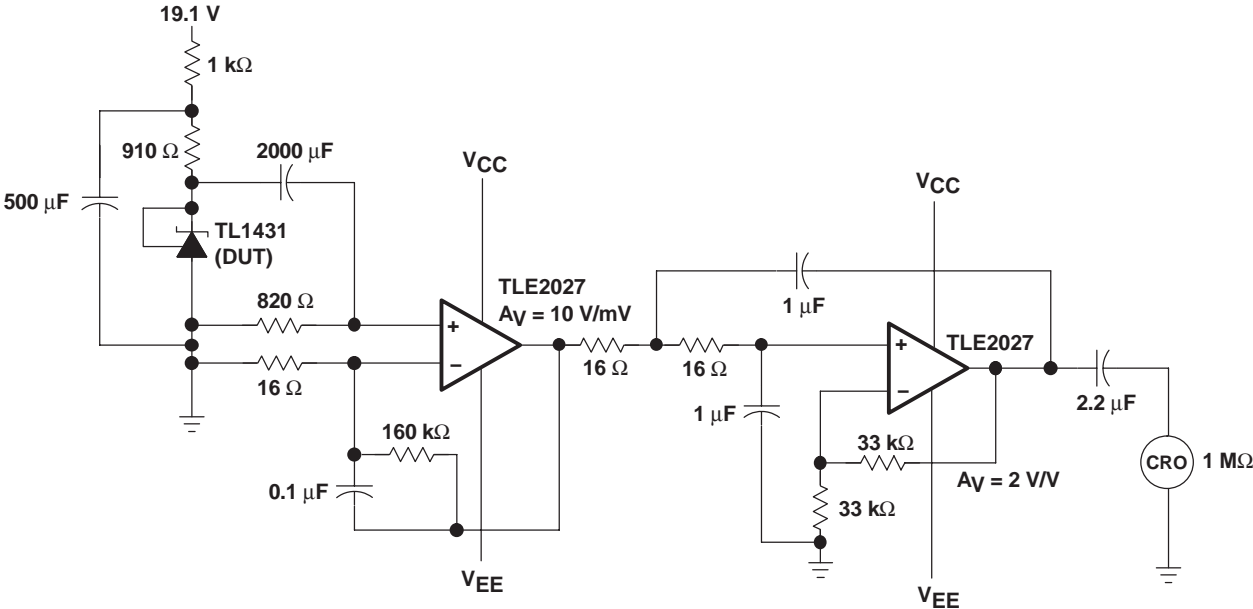 19.1 V
1 kΩ
910 Ω
2000 μF
500 μF
TL1431
(DUT)
820 Ω
16 Ω
160 kΩ
0.1 μF
VCC
TLE2027
AV = 10 V/mV
+
−
VEE
16 Ω
16 Ω
1 μF
1 μF
VCC
TLE2027
+
−
33 kΩ
AV = 2 V/V
33 kΩ
VEE
2.2 μF
CRO
1 MΩ